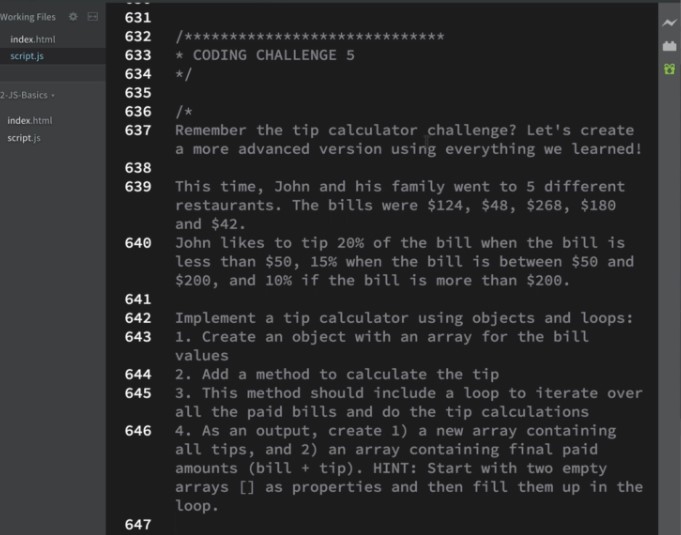 Working Files
index.html
script.js
2-JS-Basics
index.html
script.js
631
632 /*****************************
633 * CODING CHALLENGE 5
634 */
635
636 /*
637 Remember the tip calculator challenge? Let's create
a more advanced version using everything we learned!
638
639 This time, John and his family went to 5 different
restaurants. The bills were $124, $48, $268, $180
and $42.
640 John likes to tip 20% of the bill when the bill is
less than $50, 15% when the bill is between $50 and
$200, and 10% if the bill is more than $200.
641
642 Implement a tip calculator using objects and loops:
643 1. Create an object with an array for the bill
values
644 2. Add a method to calculate the tip
645 3. This method should include a loop to iterate over
all the paid bills and do the tip calculations
646 4. As an output, create 1) a new array containing
all tips, and 2) an array containing final paid
amounts (bill + tip). HINT: Start with two empty
arrays [] as properties and then fill them up in the
loop.
647